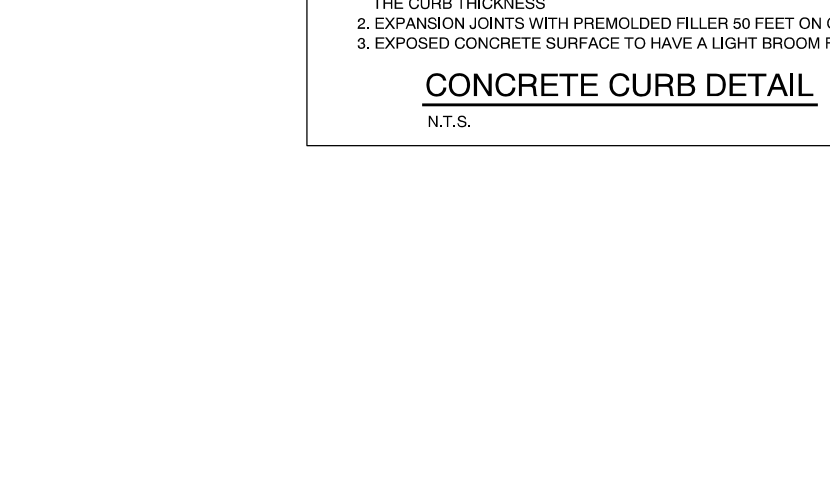 THE CURB THICKNESS
2. EXPANSION JOINTS WITH PREMOLDED FILLER 50 FEET ON
3. EXPOSED CONCRETE SURFACE TO HAVE A LIGHT BROOM
CONCRETE CURB DETAIL
N.T.S.